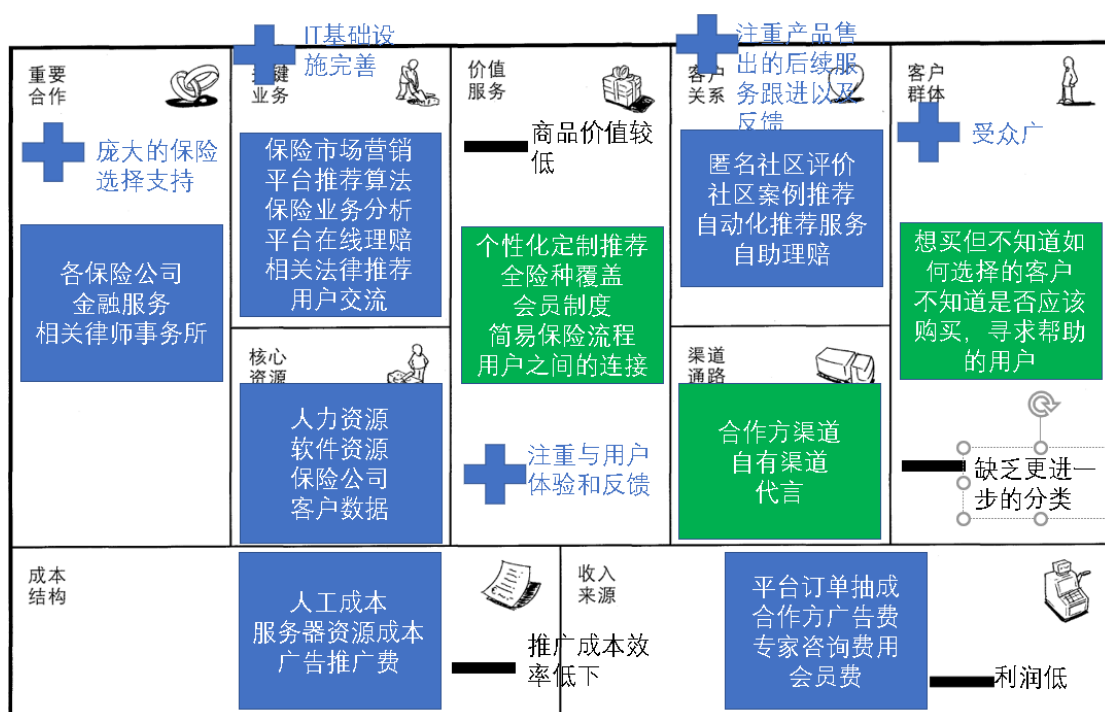 重要
合作
庞大的保险
选择支持
各保险公司
金融服务
相关律师事务所
IT基础设
施完善
关键
业务
保险市场营销
平台推荐算法
保险业务分析
平台在线理赔
相关法律推荐
用户交流
核心
资源
人力资源
软件资源
保险公司
客户数据
价值
服务
商品价值较
低
个性化定制推荐
全险种覆盖
会员制度
简易保险流程
用户之间的连接
注重与用户
体验和反馈
注重产品售
出的后续服
务跟进以及
反馈
客户
关系
匿名社区评价
社区案例推荐
自动化推荐服务
自助理赔
渠道
通路
合作方渠道
自有渠道
代言
客户
群体
受众广
想买但不知道如
何选择的客户
不知道是否应该
购买，寻求帮助
的用户
缺乏更进一
步的分类
成本
结构
人工成本
服务器资源成本
广告推广费
推广成本效
率低下
收入
来源
平台订单抽成
合作方广告费
专家咨询费用
会员费
利润低